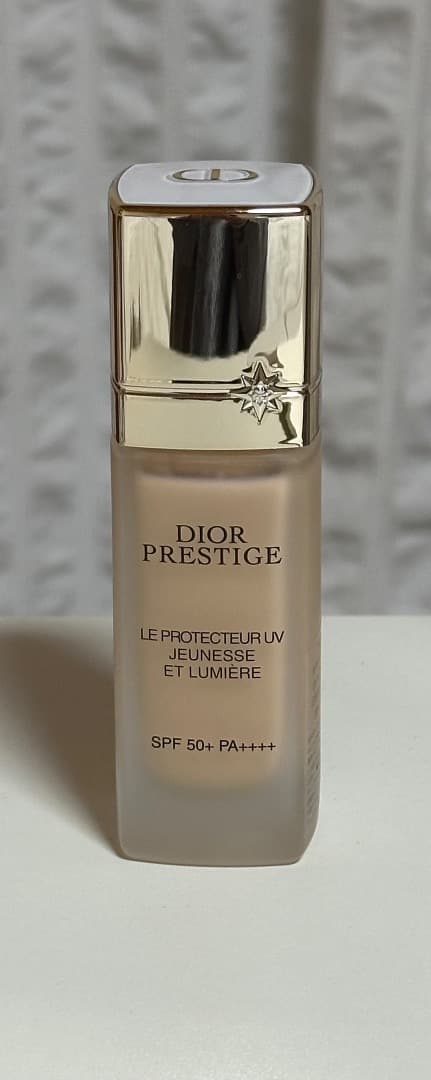 DIOR
PRESTIGE
LE PROTECTEUR UV
JEUNESSE
ET LUMIÈRE
SPF 50+ PA++++